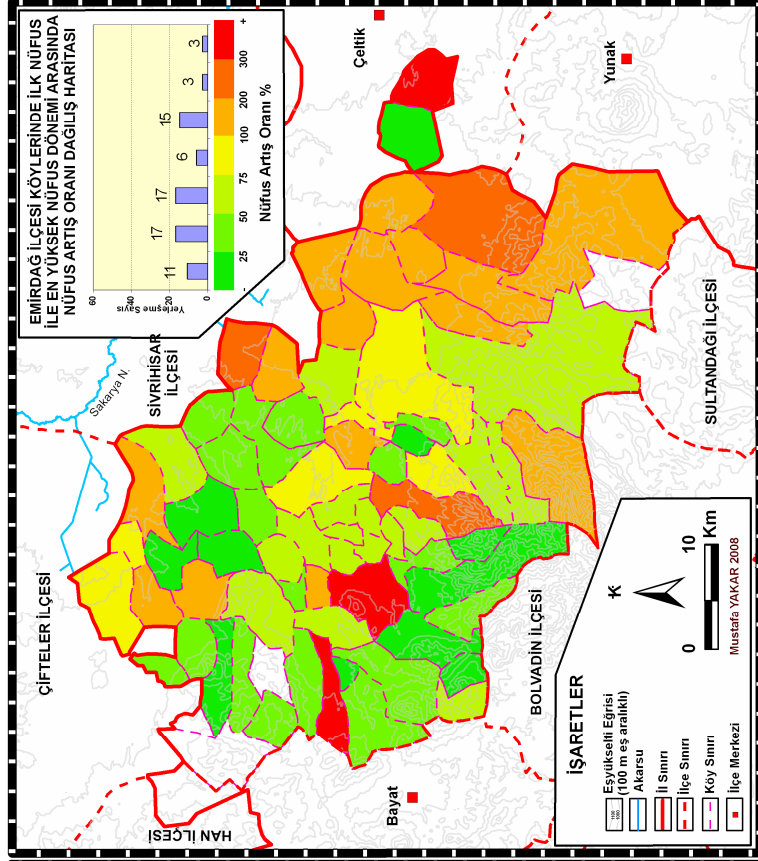 EMİRDAĞ İLÇESİ KÖYLERİNDE İLK NÜFUS
İLE EN YÜKSEK NÜFUS DÖNEMİ ARASINDA
NÜFUS ARTIŞ ORANI DAĞILIŞ HARİTASI
Yerleşme Sayısı
60
40
20
0
11
17
17
6
15
3
3
-
25
50
75
100
200
300
+
Nüfus Artış Oranı %
HAN İLÇESİ
ÇİFTELER İLÇESİ
Sakarya N.
SİVRİHİSAR
İLÇESİ
Çeltik
Yunak
Bayat
BOLVADİN İLÇESİ
SULTANDAĞI İLÇESİ
İŞARETLER
Eşyükselti Eğrisi
(100 m eş aralıklı)
Akarsu
İl Sınırı
İlçe Sınırı
Köy Sınırı
İlçe Merkezi
K
0
10
Km
Mustafa YAKAR 2008